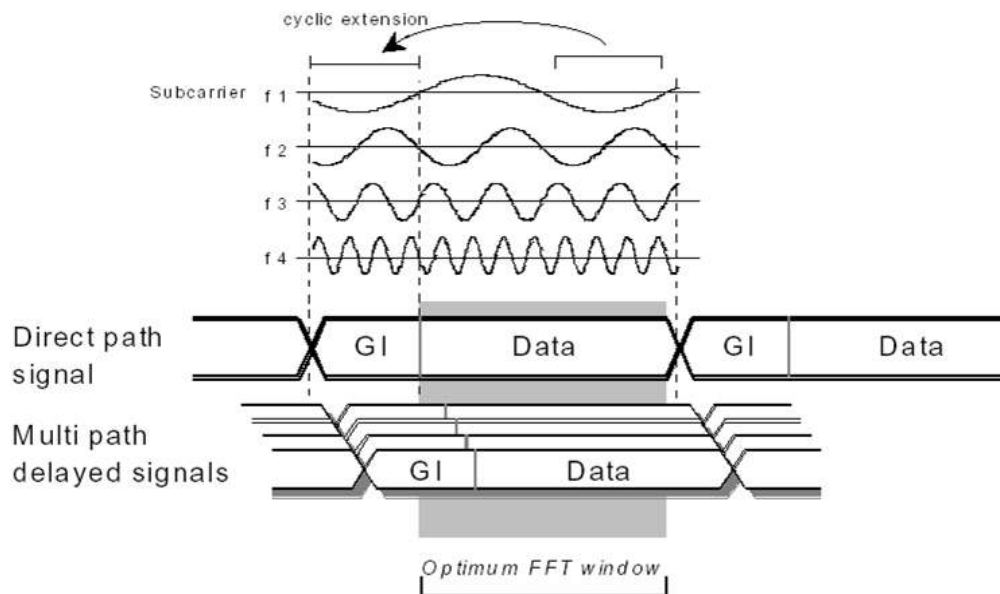 cyclic extension
Subcarrier f 1
f 2
f 3
f 4
Direct path
signal
GI Data GI Data
Multi path
delayed signals
GI Data
Optimum FFT window